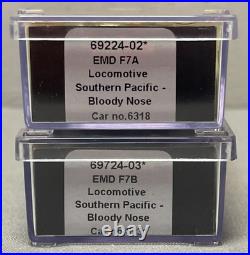 69224-02*
EMD F7A
Locomotive
Southern Pacific -
Bloody Nose
Car no.6318
69724-03*
EMD F7B
Locomotive
Southern Pacific -
Bloody Nose